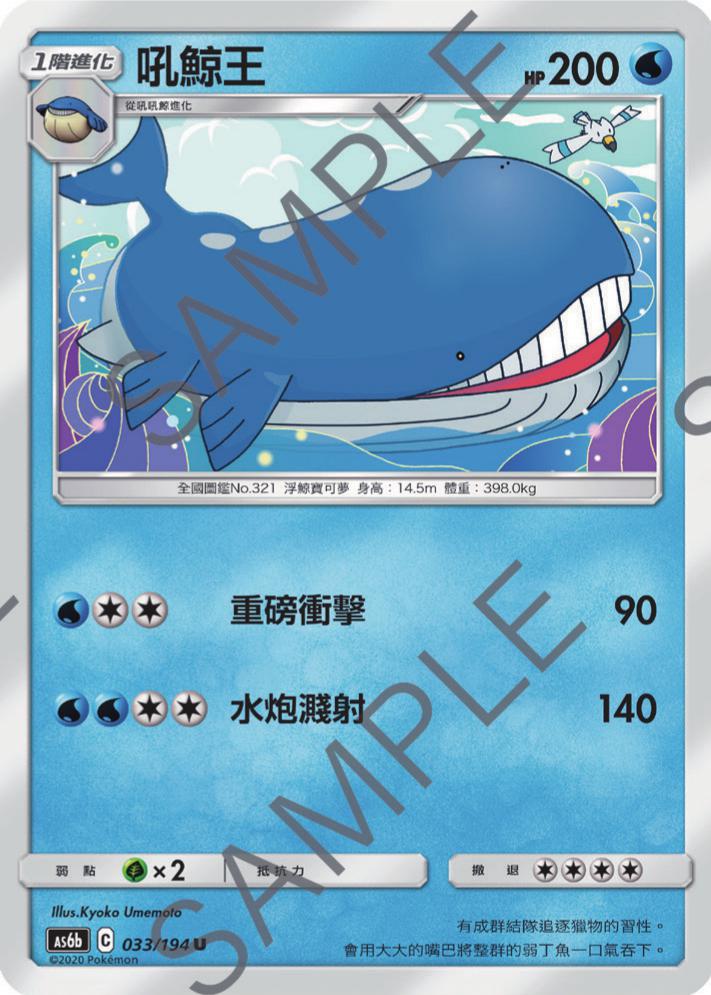 1階進化 吼鯨王 HP200
從吼吼鯨進化
全國圖鑑No.321 浮鯨寶可夢 身高：14.5m 體重：398.0kg
重磅衝擊 90
水炮濺射 140
弱點 ×2 抵抗力 撤退
Illus.Kyoko Umemoto
有成群結隊追逐獵物的習性。
AS6b C 033/194 U
會用大大的嘴巴將整群的弱丁魚一口氣吞下。
©2020 Pokémon
SAMPLE
SAMPLE